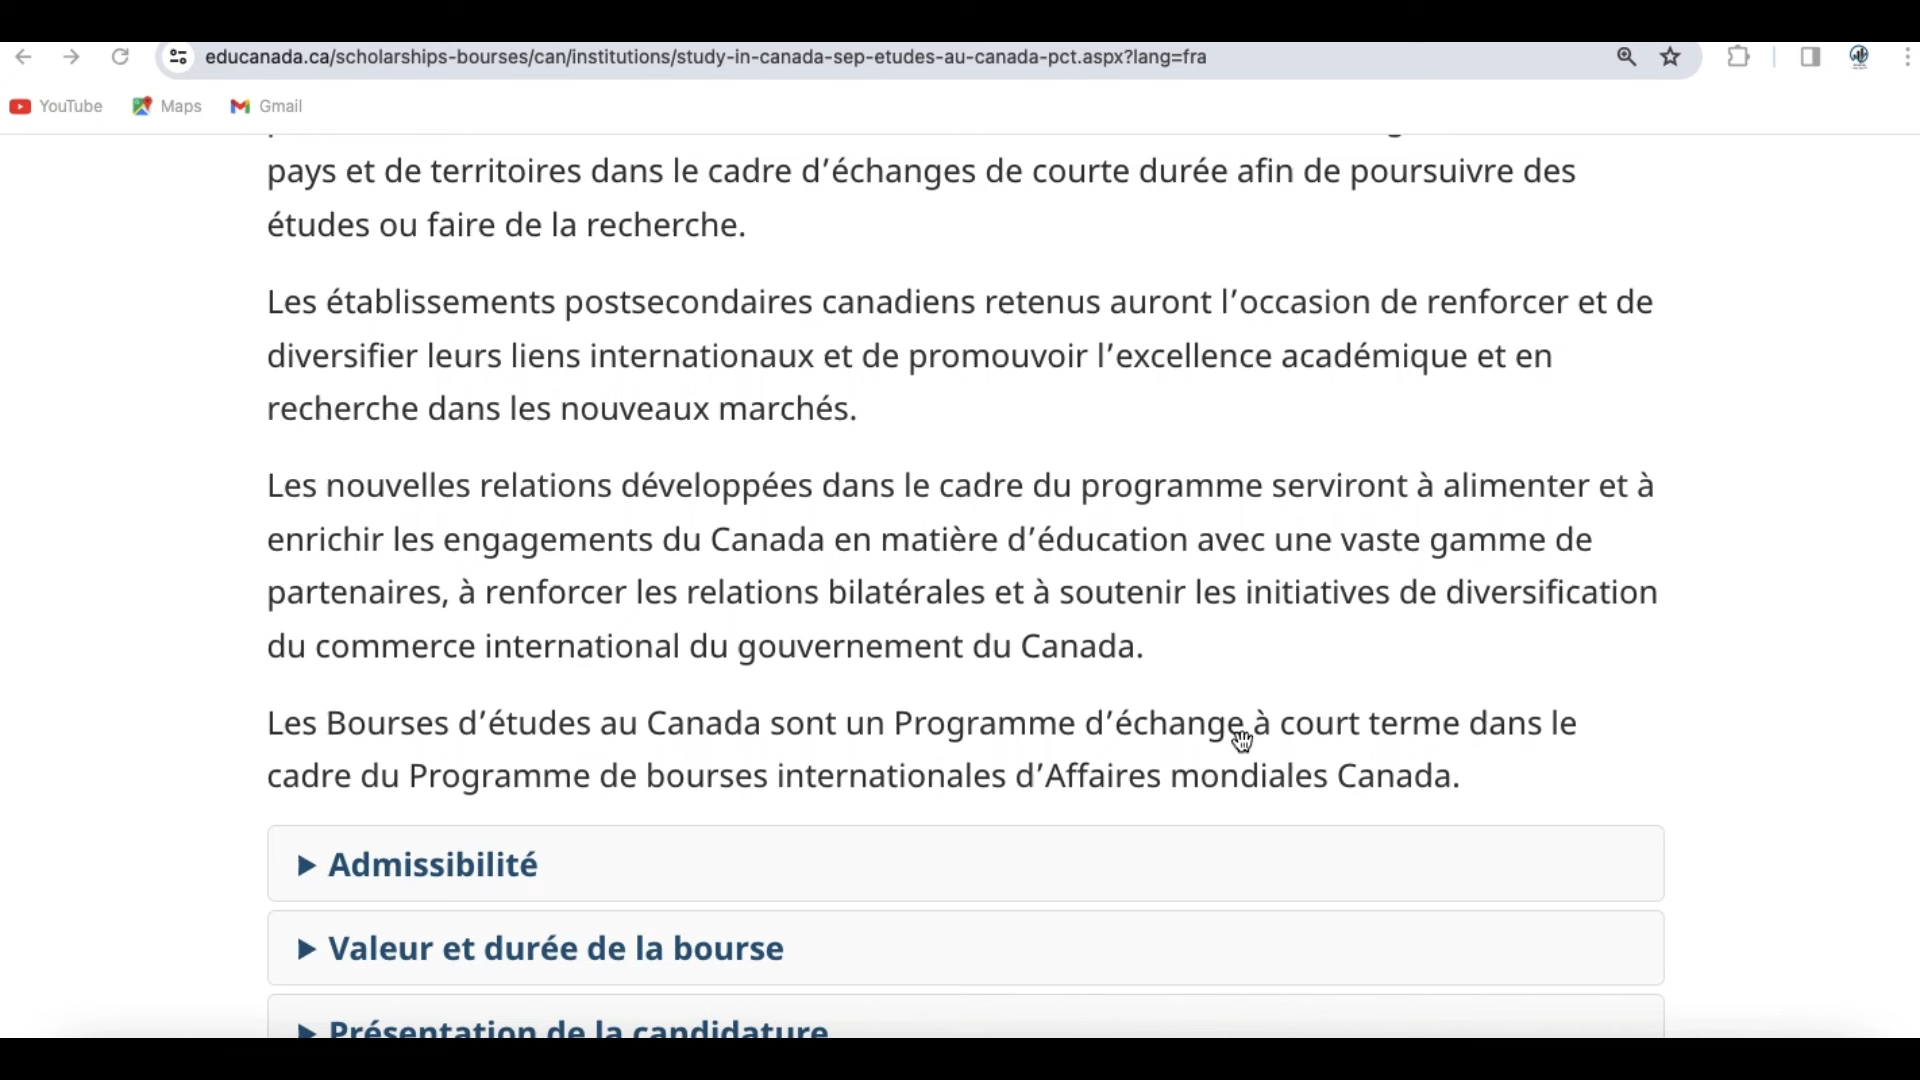 educanada.ca/scholarships-bourses/can/institutions/study-in-canada-sep-etudes-au-canada-pct.aspx?lang=fra
YouTube Maps Gmail
pays et de territoires dans le cadre d’échanges de courte durée afin de poursuivre des
études ou faire de la recherche.
Les établissements postsecondaires canadiens retenus auront l’occasion de renforcer et de
diversifier leurs liens internationaux et de promouvoir l’excellence académique et en
recherche dans les nouveaux marchés.
Les nouvelles relations développées dans le cadre du programme serviront à alimenter et à
enrichir les engagements du Canada en matière d’éducation avec une vaste gamme de
partenaires, à renforcer les relations bilatérales et à soutenir les initiatives de diversification
du commerce international du gouvernement du Canada.
Les Bourses d’études au Canada sont un Programme d’échange à court terme dans le
cadre du Programme de bourses internationales d’Affaires mondiales Canada.
Admissibilité
Valeur et durée de la bourse
Présentation de la candidature